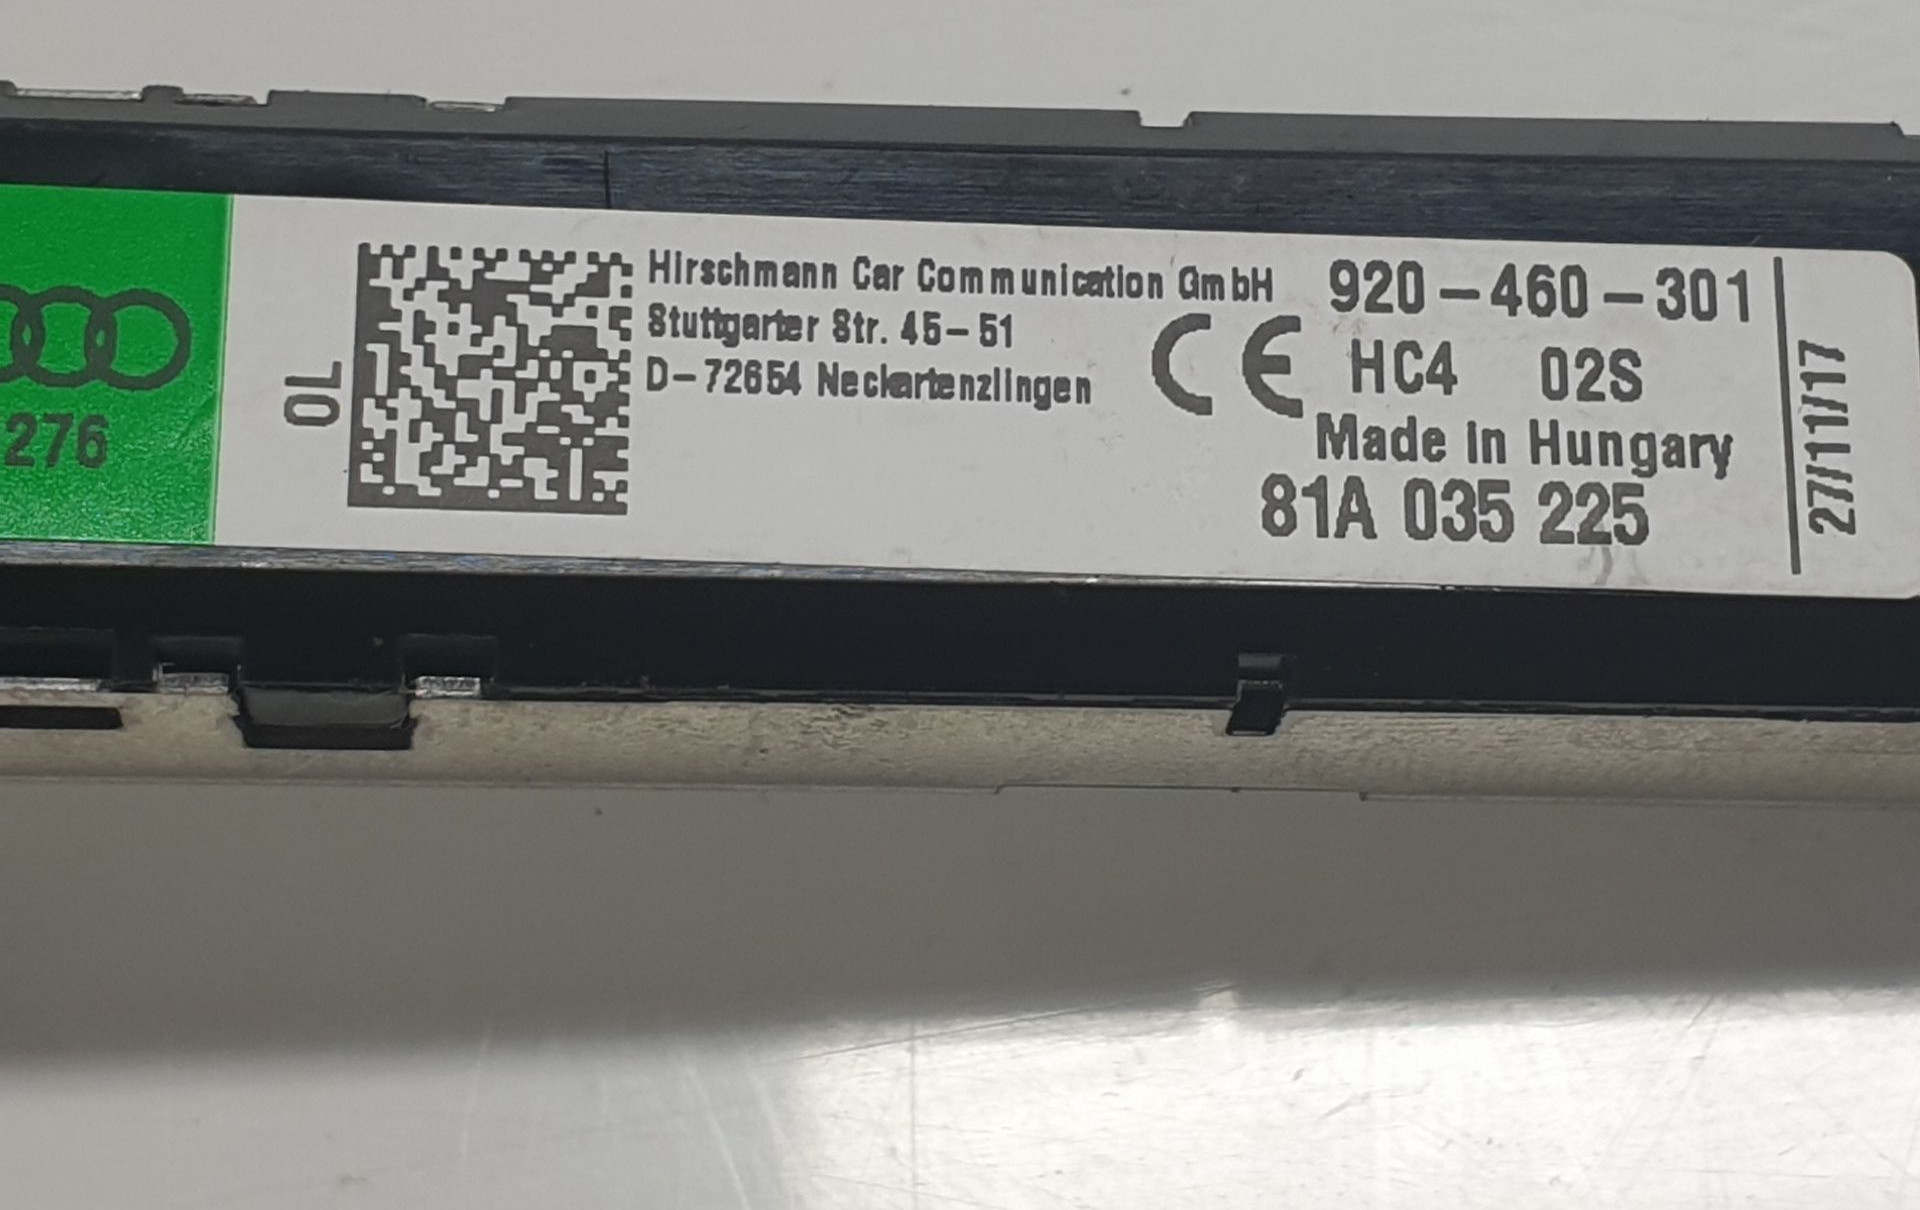 276
OL
Hirschmann Car Communication GmbH
Stuttgarter Str. 45-51
D-72654 Neckartenzlingen
CE
920-460-301
HC4 02S
Made in Hungary
81A 035 225
27/11/17